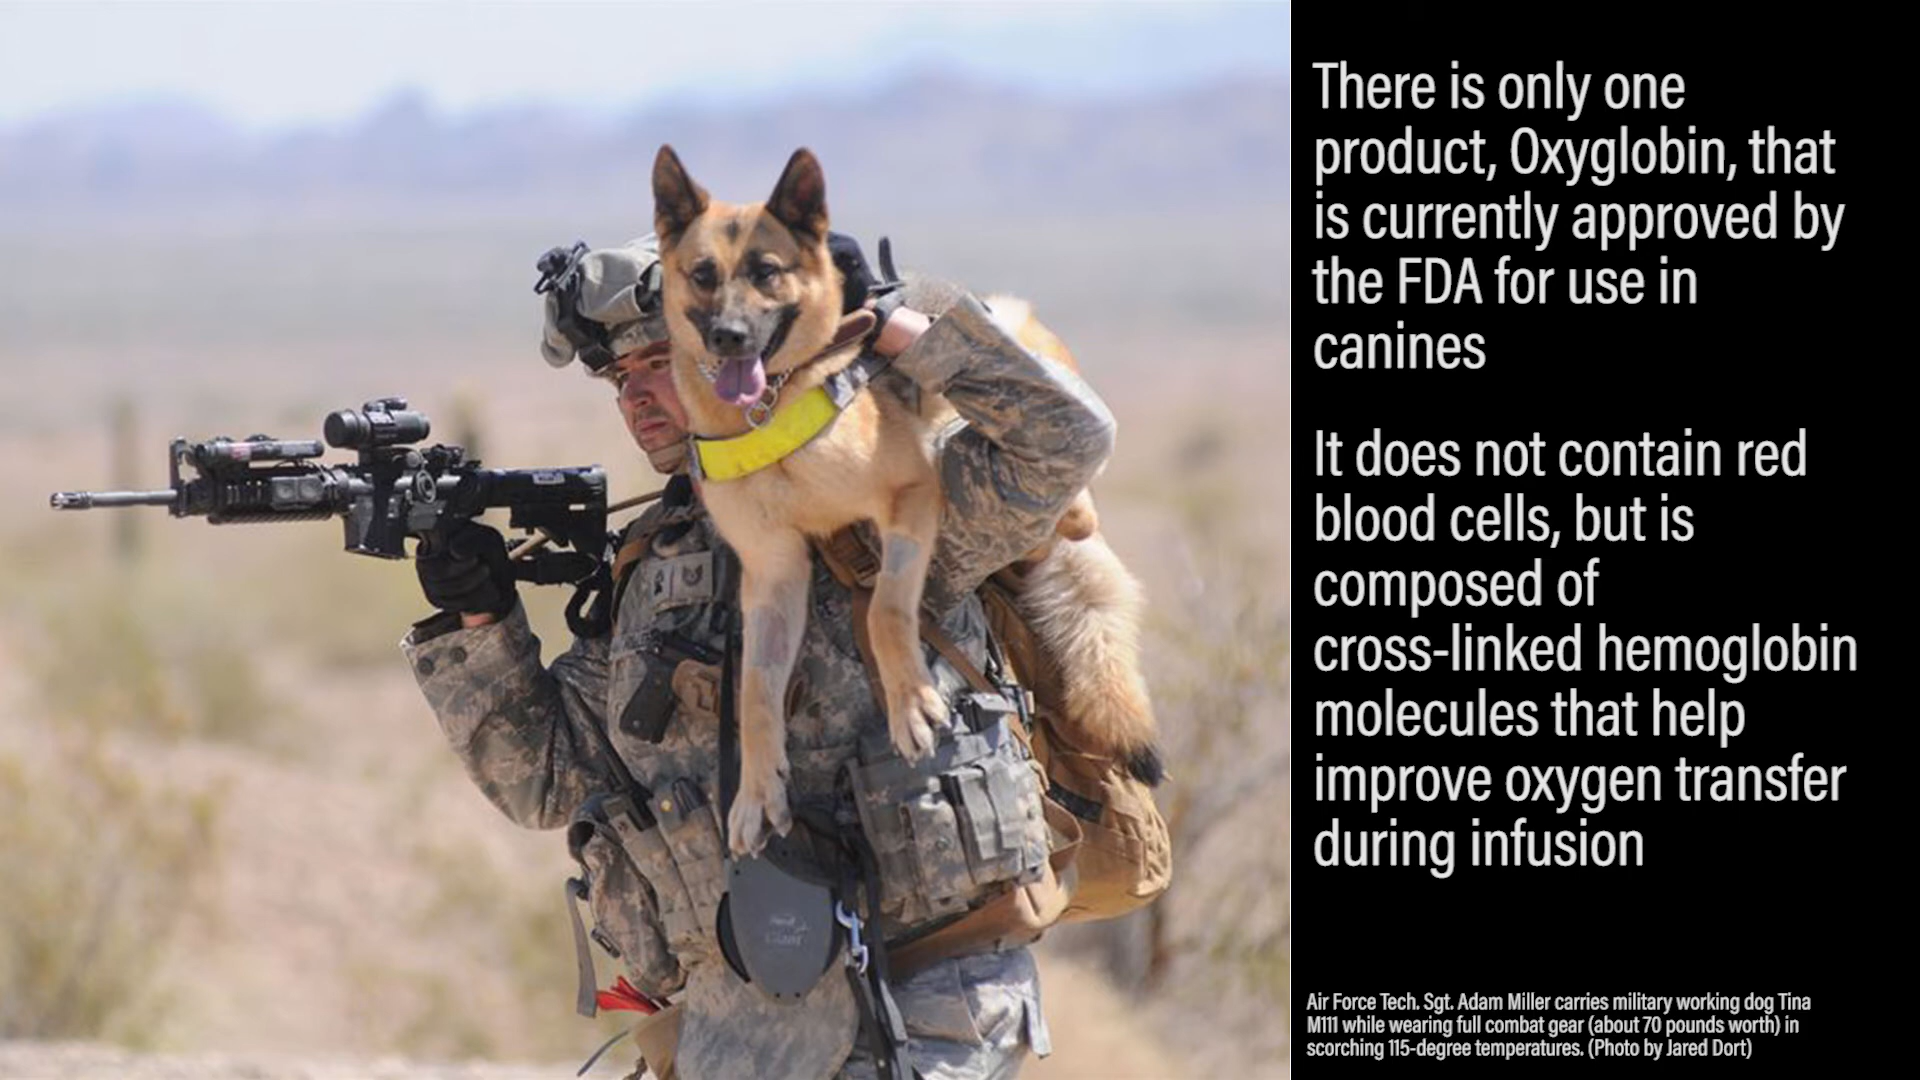 There is only one
product, Oxyglobin, that
is currently approved by
the FDA for use in
canines
It does not contain red
blood cells, but is
composed of
cross-linked hemoglobin
molecules that help
improve oxygen transfer
during infusion
Air Force Tech. Sgt. Adam Miller carries military working dog Tina
M111 while wearing full combat gear (about 70 pounds worth) in
scorching 115-degree temperatures. (Photo by Jared Dort)